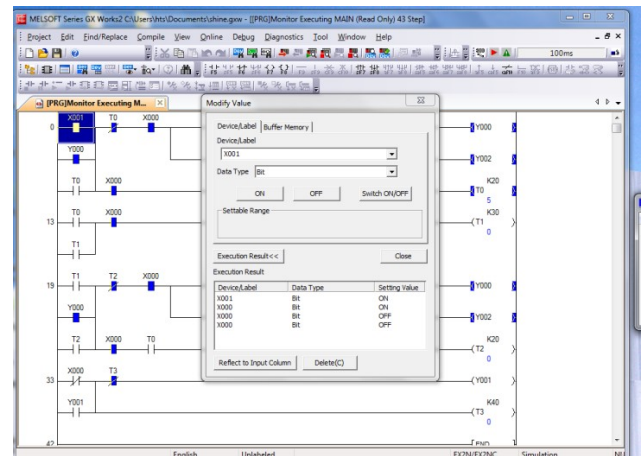 MELSOFT Series GX Works2 C:\Users\hts\Documents\shine.gxw - [[PRG]Monitor Executing MAIN (Read Only) 43 Step]
Project Edit Find/Replace Compile View Online Debug Diagnostics Tool Window Help
100ms
[PRG]Monitor Executing M...
Modify Value
Device/Label Buffer Memory
Device/Label
X001
Data Type Bit
ON OFF Switch ON/OFF
Settable Range
Execution Result<< Close
Execution Result
Device/Label Data Type Setting Value
X001 Bit ON
X000 Bit ON
X000 Bit OFF
X000 Bit OFF
Reflect to Input Column Delete(C)
X001 T0 X000
0 Y000
Y000
Y002
T0 X000 K20
T0
5
T0 X000 K30
13 T1
0
T1
T1 T2 X000
19 Y000
Y000
Y002
T2 X000 T0 K20
T2
0
X000 T3
33 Y001
Y001 K40
T3
0
42 END
English Unlabeled FX2N/FX2NC Simulation